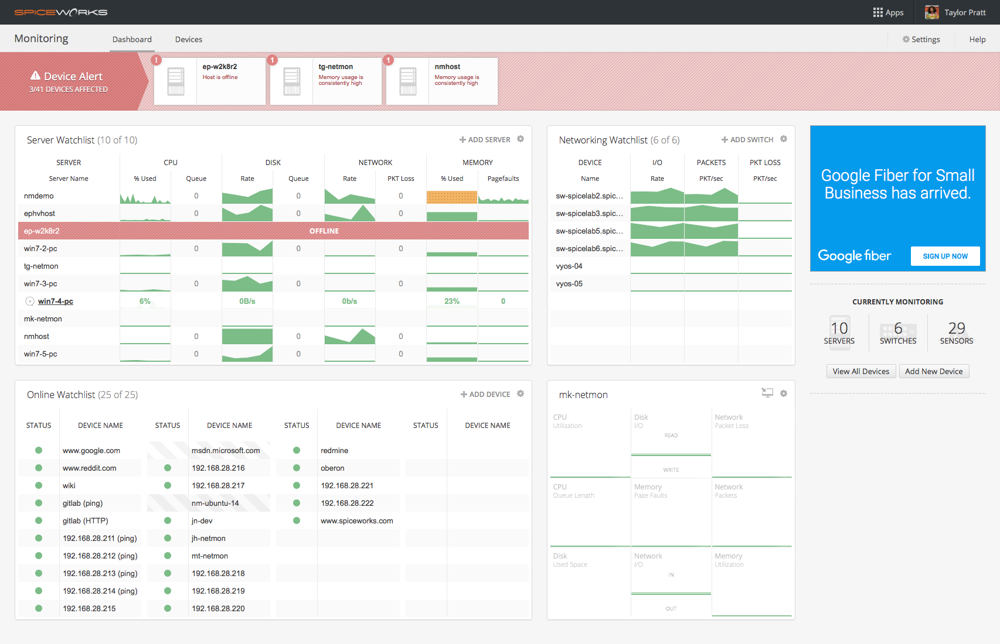 SPICEWORKS
Apps
Taylor Pratt
Monitoring
Dashboard
Devices
Settings
Help
Device Alert
3/41 DEVICES AFFECTED
!
ep-w2k8r2
Host is offline
1
tg-netmon
Memory usage is
consistently high
1
nmhost
Memory usage is
consistently high
Server Watchlist (10 of 10)
+ ADD SERVER
SERVER CPU DISK NETWORK MEMORY
Server Name % Used Queue Rate Queue Rate PKT Loss % Used Pagefaults
nmdemo 0 0 0
ephvhost 0 0 0
ep-w2k8r2 OFFLINE
win7-2-pc 0 0 0
tg-netmon
win7-3-pc 0 0 0
win7-4-pc 6% 0B/s 0b/s 23% 0
mk-netmon
nmhost 0 0 0
win7-5-pc 0 0 0
Networking Watchlist (6 of 6)
+ ADD SWITCH
DEVICE I/O PACKETS PKT LOSS
Name Rate PKT/sec PKT/sec
sw-spicelab2.spic...
sw-spicelab3.spic...
sw-spicelab5.spic...
sw-spicelab6.spic...
vyos-04
vyos-05
Google Fiber for Small
Business has arrived.
Google fiber
SIGN UP NOW
CURRENTLY MONITORING
10 6 29
SERVERS SWITCHES SENSORS
View All Devices
Add New Device
Online Watchlist (25 of 25)
+ ADD DEVICE
STATUS DEVICE NAME STATUS DEVICE NAME STATUS DEVICE NAME STATUS DEVICE NAME
www.google.com msdn.microsoft.com redmine
www.reddit.com 192.168.28.216 oberon
wiki 192.168.28.217 192.168.28.221
gitlab (ping) nm-ubuntu-14 192.168.28.222
gitlab (HTTP) jn-dev www.spiceworks.com
192.168.28.211 (ping) jh-netmon
192.168.28.212 (ping) mt-netmon
192.168.28.213 (ping) 192.168.28.218
192.168.28.214 (ping) 192.168.28.219
192.168.28.215 192.168.28.220
mk-netmon
CPU Disk Network
Utilization I/O Packet Loss
READ
WRITE
CPU Memory Network
Queue Length Page Faults Packets
Disk Network Memory
Used Space I/O Utilization
IN
OUT